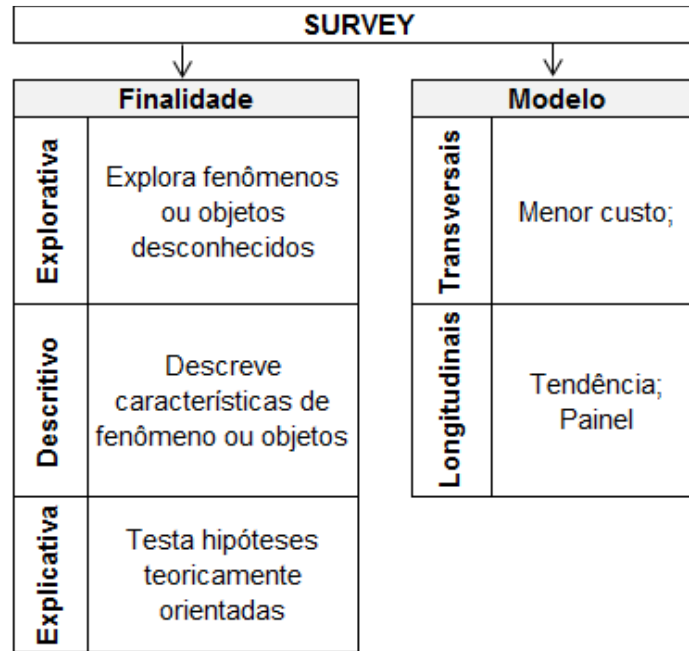 SURVEY
Finalidade
Explorativa
Explora fenômenos
ou objetos
desconhecidos
Descritivo
Descreve
características de
fenômeno ou objetos
Explicativa
Testa hipóteses
teoricamente
orientadas
Modelo
Transversais
Menor custo;
Longitudinais
Tendência;
Painel